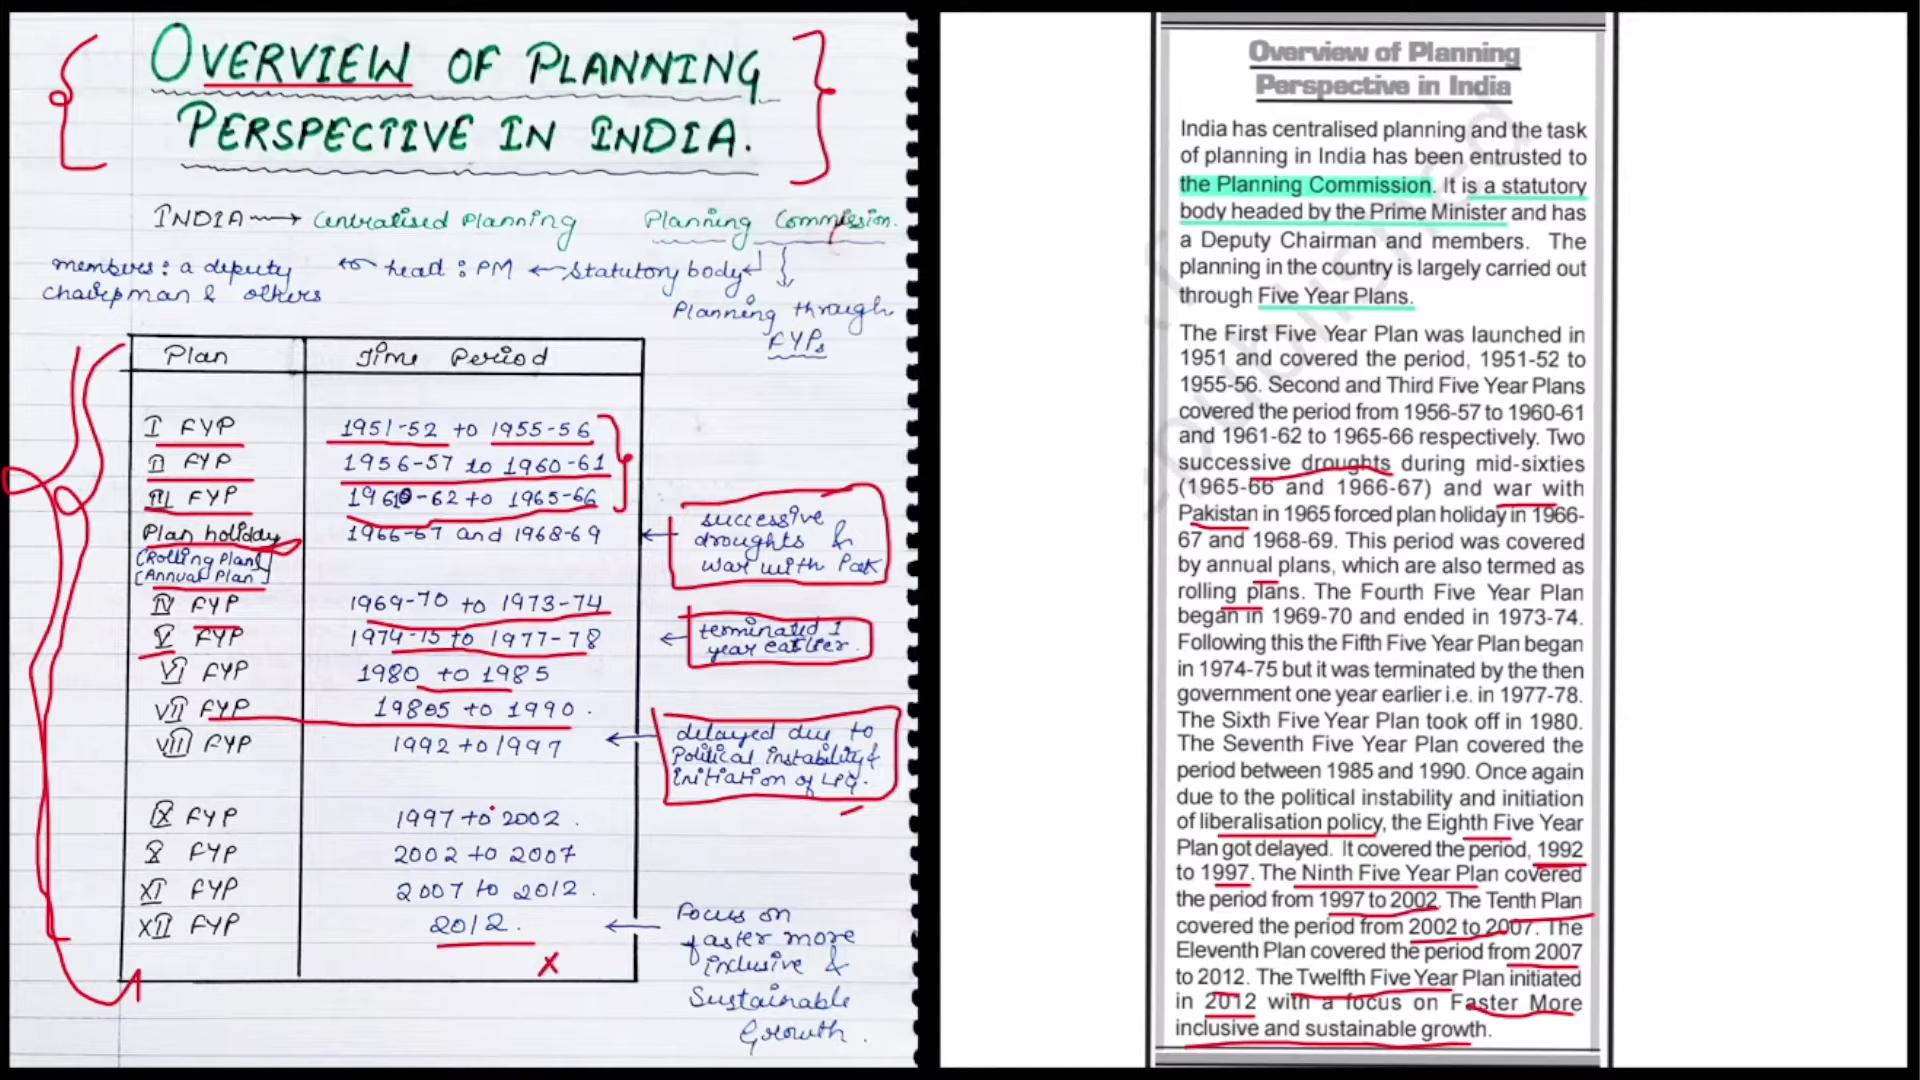 OVERVIEW OF PLANNING
PERSPECTIVE IN INDIA.
INDIA → Centralised Planning
Planning Commission.
members: a deputy ← head: PM ← Statutory body
chairman & others
Planning through
FYPs
Plan Time Period
I FYP 1951-52 to 1955-56
II FYP 1956-57 to 1960-61
III FYP 1961-62 to 1965-66
Plan holiday 1966-67 and 1968-69
[Rolling Plan]
[Annual Plan]
IV FYP 1969-70 to 1973-74
V FYP 1974-75 to 1977-78
VI FYP 1980 to 1985
VII FYP 1985 to 1990.
VIII FYP 1992 to 1997
IX FYP 1997 to 2002.
X FYP 2002 to 2007
XI FYP 2007 to 2012.
XII FYP 2012.
successive
droughts &
war with Pak
terminated 1
year earlier.
delayed due to
Political instability &
initiation of LPG.
Focus on
faster more
inclusive &
Sustainable
Growth.
Overview of Planning
Perspective in India
India has centralised planning and the task
of planning in India has been entrusted to
the Planning Commission. It is a statutory
body headed by the Prime Minister and has
a Deputy Chairman and members. The
planning in the country is largely carried out
through Five Year Plans.
The First Five Year Plan was launched in
1951 and covered the period, 1951-52 to
1955-56. Second and Third Five Year Plans
covered the period from 1956-57 to 1960-61
and 1961-62 to 1965-66 respectively. Two
successive droughts during mid-sixties
(1965-66 and 1966-67) and war with
Pakistan in 1965 forced plan holiday in 1966-
67 and 1968-69. This period was covered
by annual plans, which are also termed as
rolling plans. The Fourth Five Year Plan
began in 1969-70 and ended in 1973-74.
Following this the Fifth Five Year Plan began
in 1974-75 but it was terminated by the then
government one year earlier i.e. in 1977-78.
The Sixth Five Year Plan took off in 1980.
The Seventh Five Year Plan covered the
period between 1985 and 1990. Once again
due to the political instability and initiation
of liberalisation policy, the Eighth Five Year
Plan got delayed. It covered the period, 1992
to 1997. The Ninth Five Year Plan covered
the period from 1997 to 2002. The Tenth Plan
covered the period from 2002 to 2007. The
Eleventh Plan covered the period from 2007
to 2012. The Twelfth Five Year Plan initiated
in 2012 with a focus on Faster More
inclusive and sustainable growth.